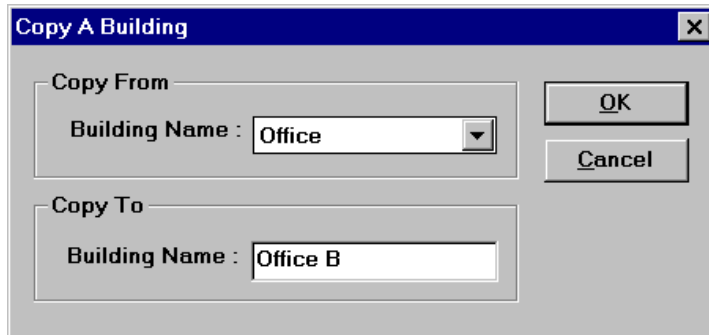 Copy A Building
Copy From
Building Name : Office
OK
Cancel
Copy To
Building Name : Office B